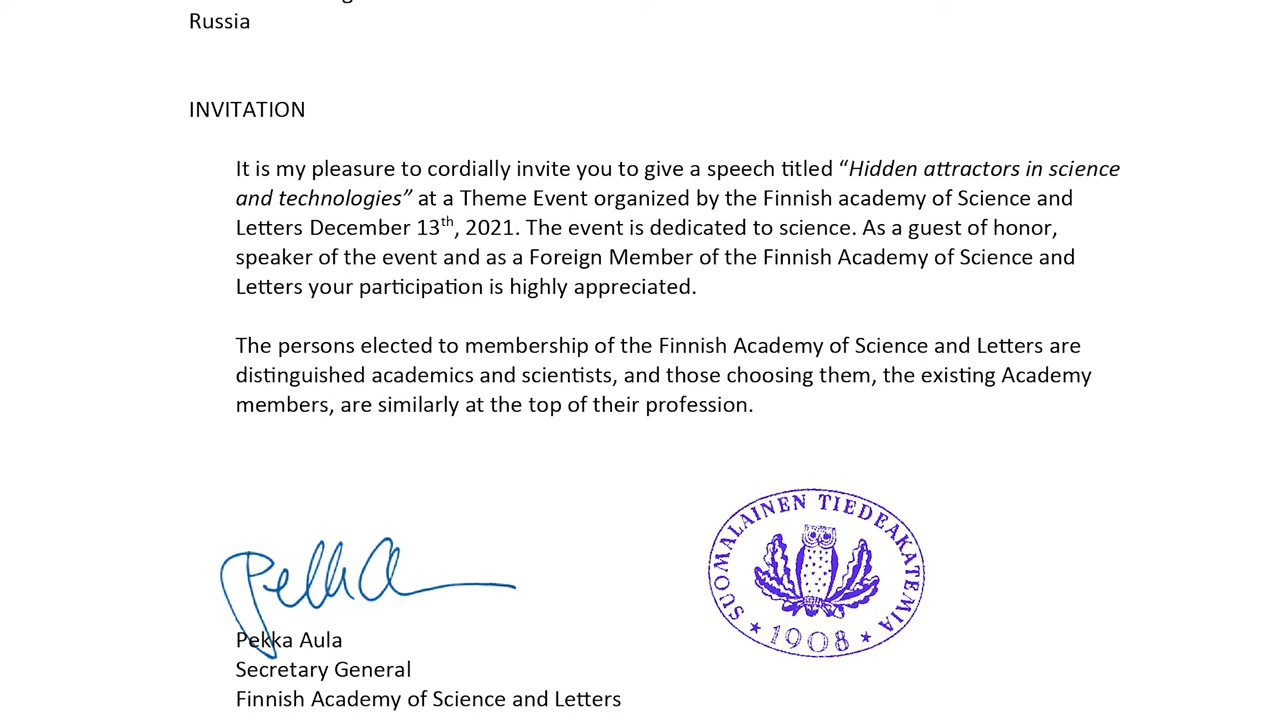 Russia
INVITATION
It is my pleasure to cordially invite you to give a speech titled “Hidden attractors in science
and technologies” at a Theme Event organized by the Finnish academy of Science and
Letters December 13th, 2021. The event is dedicated to science. As a guest of honor,
speaker of the event and as a Foreign Member of the Finnish Academy of Science and
Letters your participation is highly appreciated.
The persons elected to membership of the Finnish Academy of Science and Letters are
distinguished academics and scientists, and those choosing them, the existing Academy
members, are similarly at the top of their profession.
SUOMALAINEN TIEDEAKATEMIA
★ 1908 ★
Pekka
Pekka Aula
Secretary General
Finnish Academy of Science and Letters